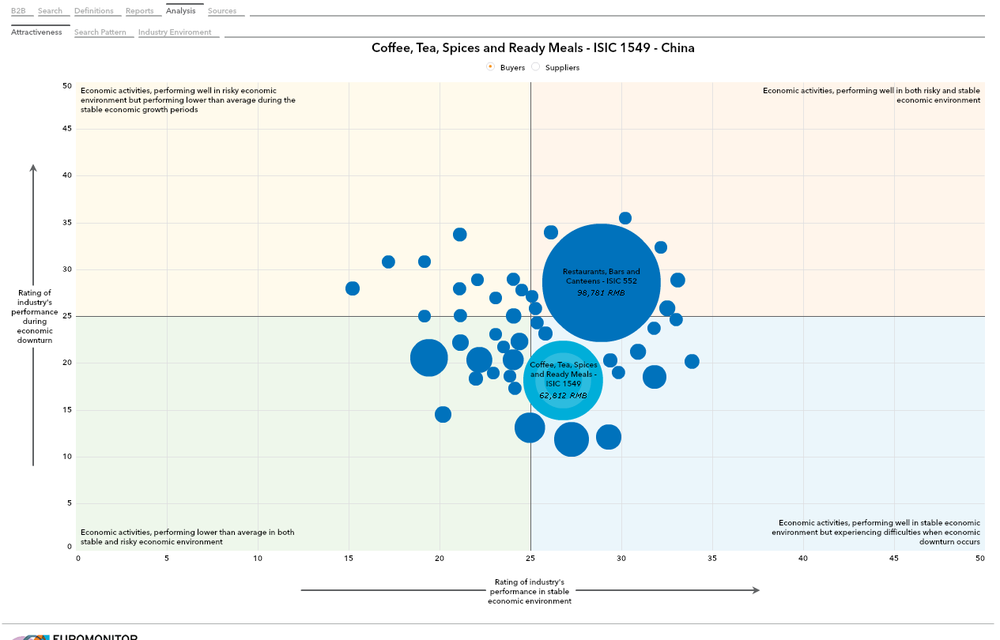 B2B Search Definitions Reports Analysis Sources
Attractiveness Search Pattern Industry Enviroment
Coffee, Tea, Spices and Ready Meals - ISIC 1549 - China
Buyers Suppliers
50
Economic activities, performing well in risky economic
environment but performing lower than average during the
stable economic growth periods
Economic activities, performing well in both risky and stable
economic environment
45
40
35
30
25
20
15
10
5
0
Rating of
industry's
performance
during
economic
downturn
Restaurants, Bars and
Canteens - ISIC 552
98,781 RMB
Coffee, Tea, Spices
and Ready Meals -
ISIC 1549
62,812 RMB
Economic activities, performing lower than average in both
stable and risky economic environment
Economic activities, performing well in stable economic
environment but experiencing difficulties when economic
downturn occurs
0 5 10 15 20 25 30 35 40 45 50
Rating of industry's
performance in stable
economic environment
EUROMONITOR